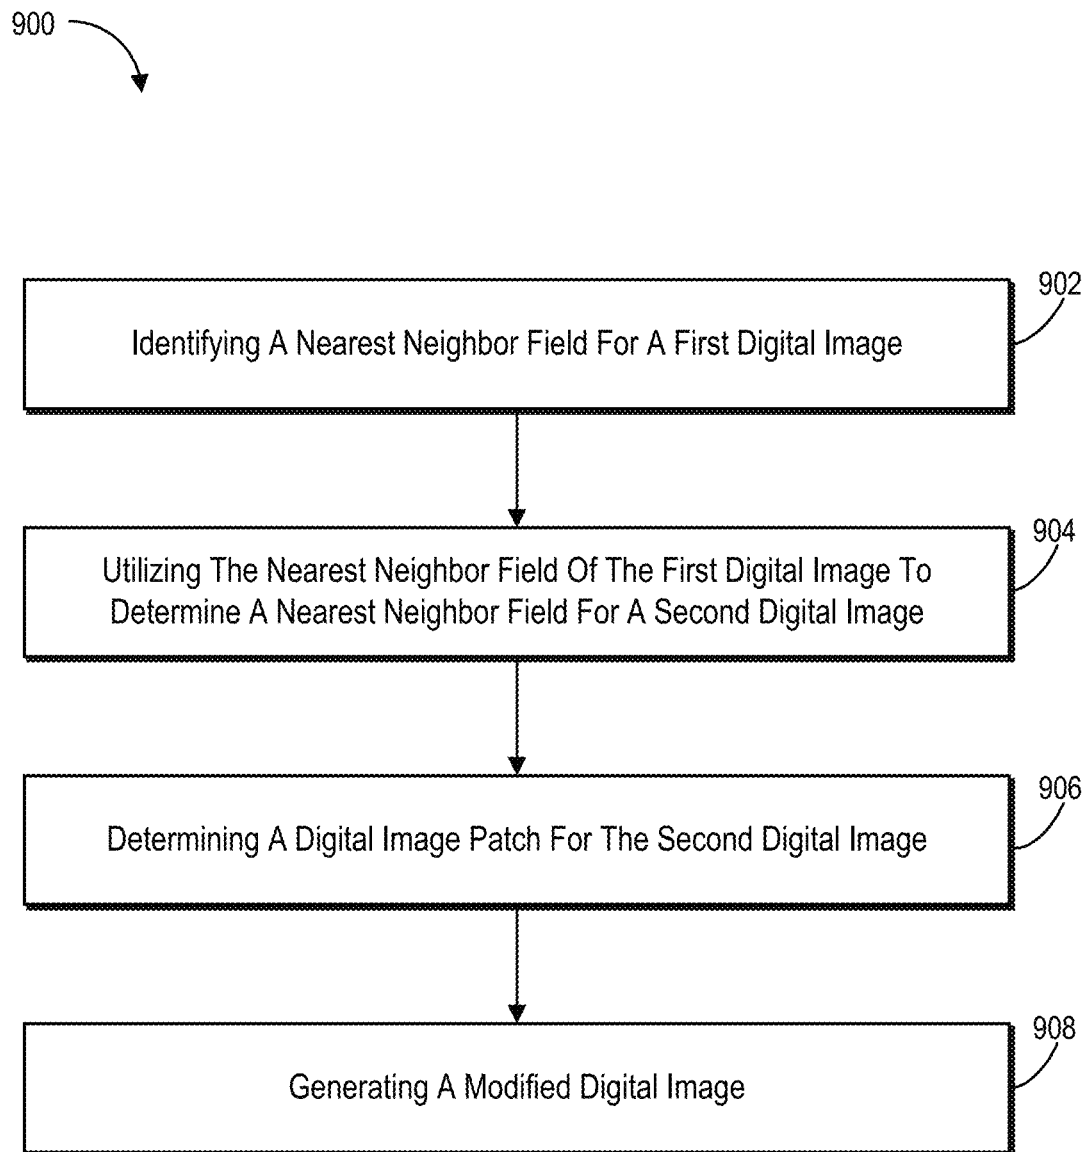 900
902
Identifying A Nearest Neighbor Field For A First Digital Image
904
Utilizing The Nearest Neighbor Field Of The First Digital Image To
Determine A Nearest Neighbor Field For A Second Digital Image
906
Determining A Digital Image Patch For The Second Digital Image
908
Generating A Modified Digital Image